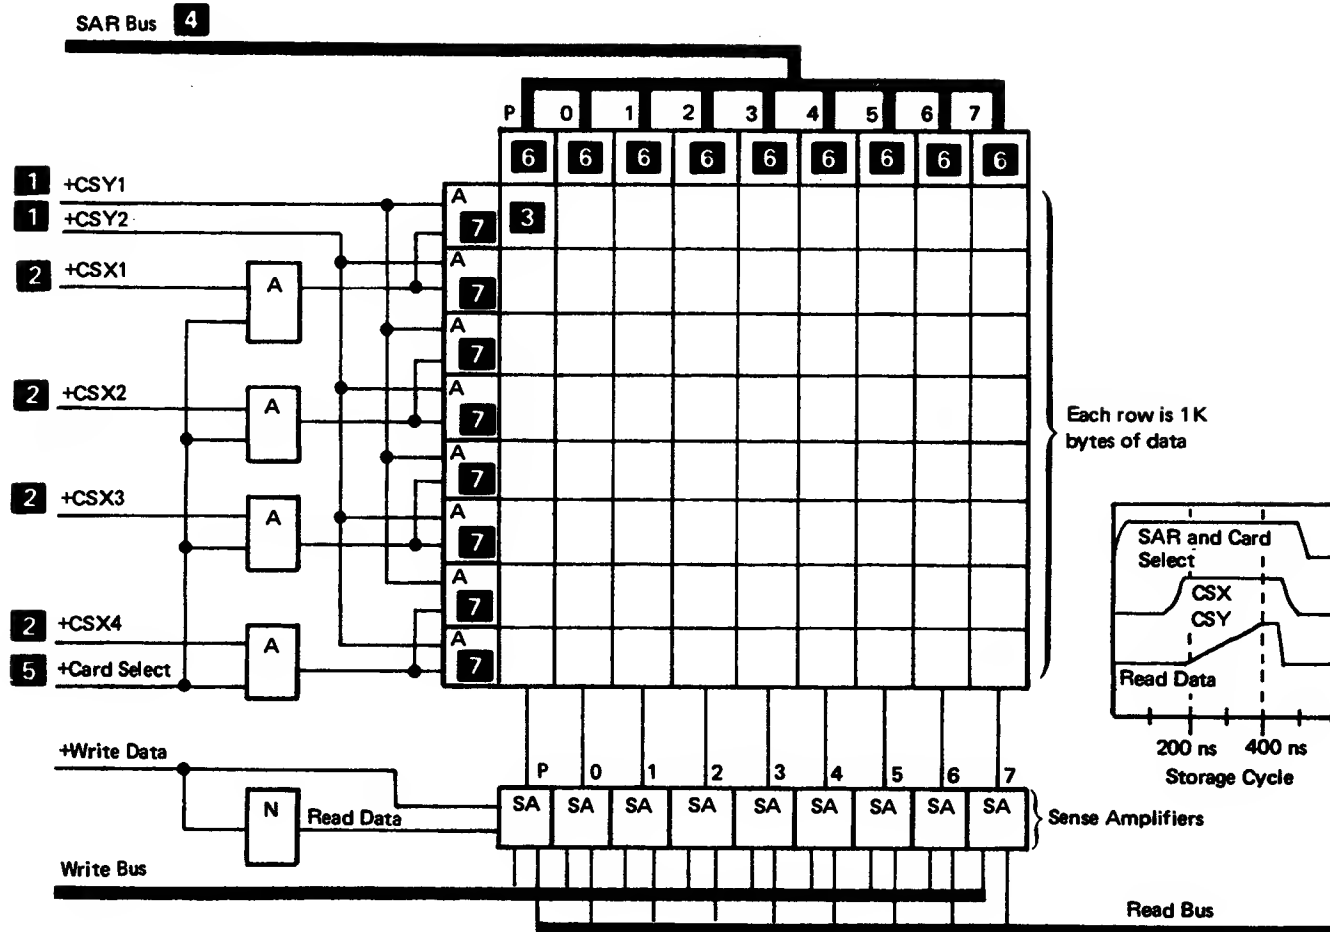 SAR Bus 4
P 0 1 2 3 4 5 6 7
6 6 6 6 6 6 6 6 6
1 +CSY1
1 +CSY2
2 +CSX1
2 +CSX2
2 +CSX3
2 +CSX4
5 +Card Select
A
A
A
A
A 7 3
A 7
A 7
A 7
A 7
A 7
A 7
A 7
Each row is 1K
bytes of data
SAR and Card
Select
CSX
CSY
Read Data
200 ns 400 ns
Storage Cycle
+Write Data
N
Read Data
P 0 1 2 3 4 5 6 7
SA SA SA SA SA SA SA SA SA
Sense Amplifiers
Write Bus
Read Bus